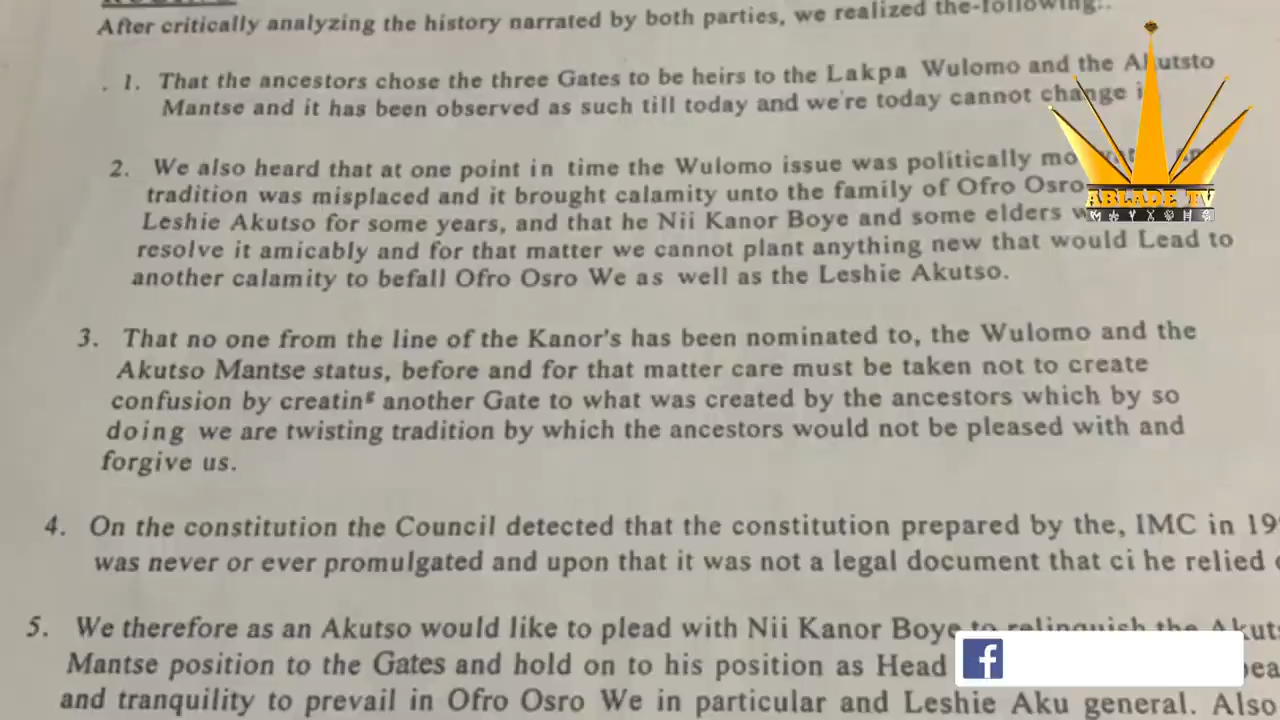 After critically analyzing the history narrated by both parties, we realized the-following:.
. 1. That the ancestors chose the three Gates to be heirs to the Lakpa Wulomo and the Akutsto
Mantse and it has been observed as such till today and we're today cannot change
2. We also heard that at one point in time the Wulomo issue was politically
tradition was misplaced and it brought calamity unto the family of Ofro Osro
Leshie Akutso for some years, and that he Nii Kanor Boye and some elders
resolve it amicably and for that matter we cannot plant anything new that would Lead to
another calamity to befall Ofro Osro We as well as the Leshie Akutso.
ABLADE TV
3. That no one from the line of the Kanor's has been nominated to, the Wulomo and the
Akutso Mantse status, before and for that matter care must be taken not to create
confusion by creating another Gate to what was created by the ancestors which by so
doing we are twisting tradition by which the ancestors would not be pleased with and
forgive us.
4. On the constitution the Council detected that the constitution prepared by the, IMC in 19
was never or ever promulgated and upon that it was not a legal document that ci he relied
5. We therefore as an Akutso would like to plead with Nii Kanor Boye to relinquish the Akuts
Mantse position to the Gates and hold on to his position as Head
and tranquility to prevail in Ofro Osro We in particular and Leshie Aku general. Also